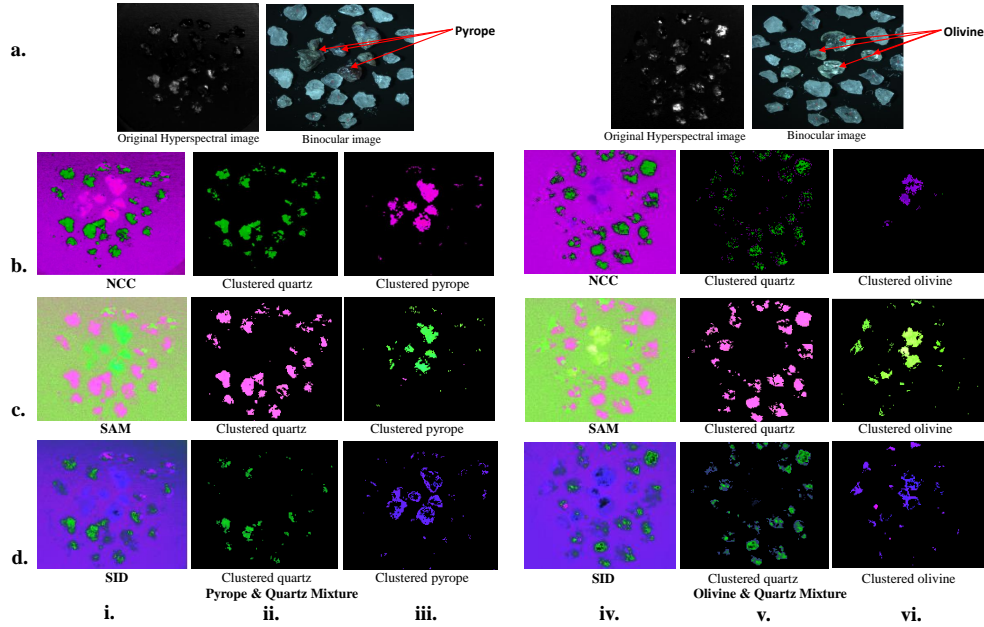 a.
Pyrope
Olivine
Original Hyperspectral image
Binocular image
Original Hyperspectral image
Binocular image
b.
NCC
Clustered quartz
Clustered pyrope
NCC
Clustered quartz
Clustered olivine
c.
SAM
Clustered quartz
Clustered pyrope
SAM
Clustered quartz
Clustered olivine
d.
SID
Clustered quartz
Clustered pyrope
SID
Clustered quartz
Clustered olivine
Pyrope & Quartz Mixture
Olivine & Quartz Mixture
i.
ii.
iii.
iv.
v.
vi.